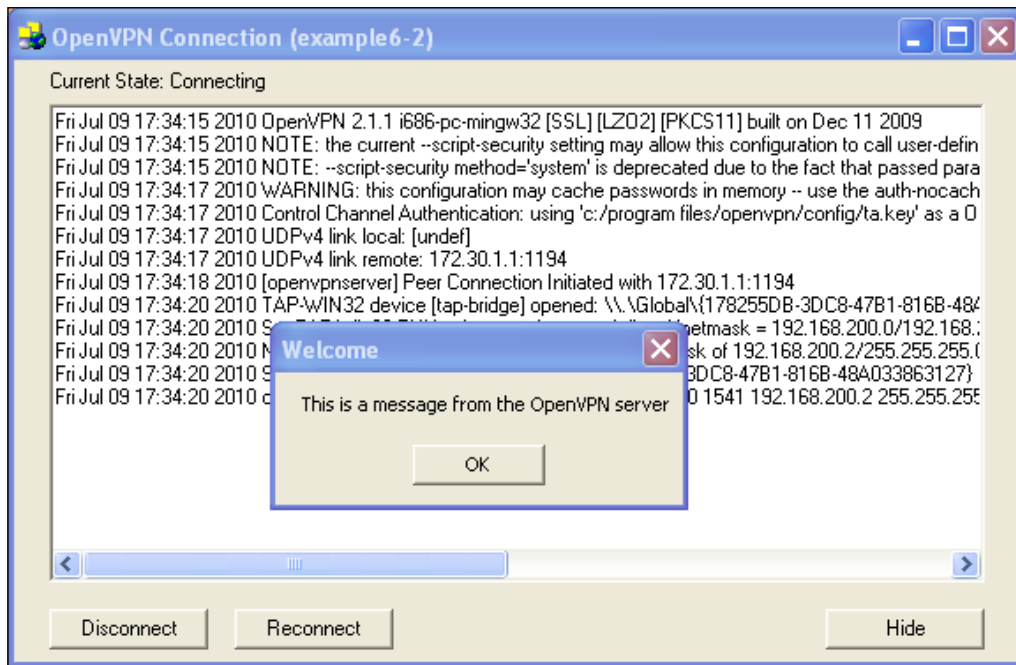 OpenVPN Connection (example6-2)
Current State: Connecting
Fri Jul 09 17:34:15 2010 OpenVPN 2.1.1 i686-pc-mingw32 [SSL] [LZO2] [PKCS11] built on Dec 11 2009
Fri Jul 09 17:34:15 2010 NOTE: the current --script-security setting may allow this configuration to call user-defin
Fri Jul 09 17:34:15 2010 NOTE: --script-security method='system' is deprecated due to the fact that passed para
Fri Jul 09 17:34:17 2010 WARNING: this configuration may cache passwords in memory -- use the auth-nocach
Fri Jul 09 17:34:17 2010 Control Channel Authentication: using 'c:/program files/openvpn/config/ta.key' as a O
Fri Jul 09 17:34:17 2010 UDPv4 link local: [undef]
Fri Jul 09 17:34:17 2010 UDPv4 link remote: 172.30.1.1:1194
Fri Jul 09 17:34:18 2010 [openvpnserver] Peer Connection Initiated with 172.30.1.1:1194
Fri Jul 09 17:34:20 2010 TAP-WIN32 device [tap-bridge] opened: \\.\Global\{178255DB-3DC8-47B1-816B-48A
Fri Jul 09 17:34:20 2010 netmask = 192.168.200.0/192.168.:
Fri Jul 09 17:34:20 2010 sk of 192.168.200.2/255.255.255.(
Fri Jul 09 17:34:20 2010 3DC8-47B1-816B-48A033863127}
Fri Jul 09 17:34:20 2010 0 1541 192.168.200.2 255.255.255
Welcome
This is a message from the OpenVPN server
OK
Disconnect
Reconnect
Hide